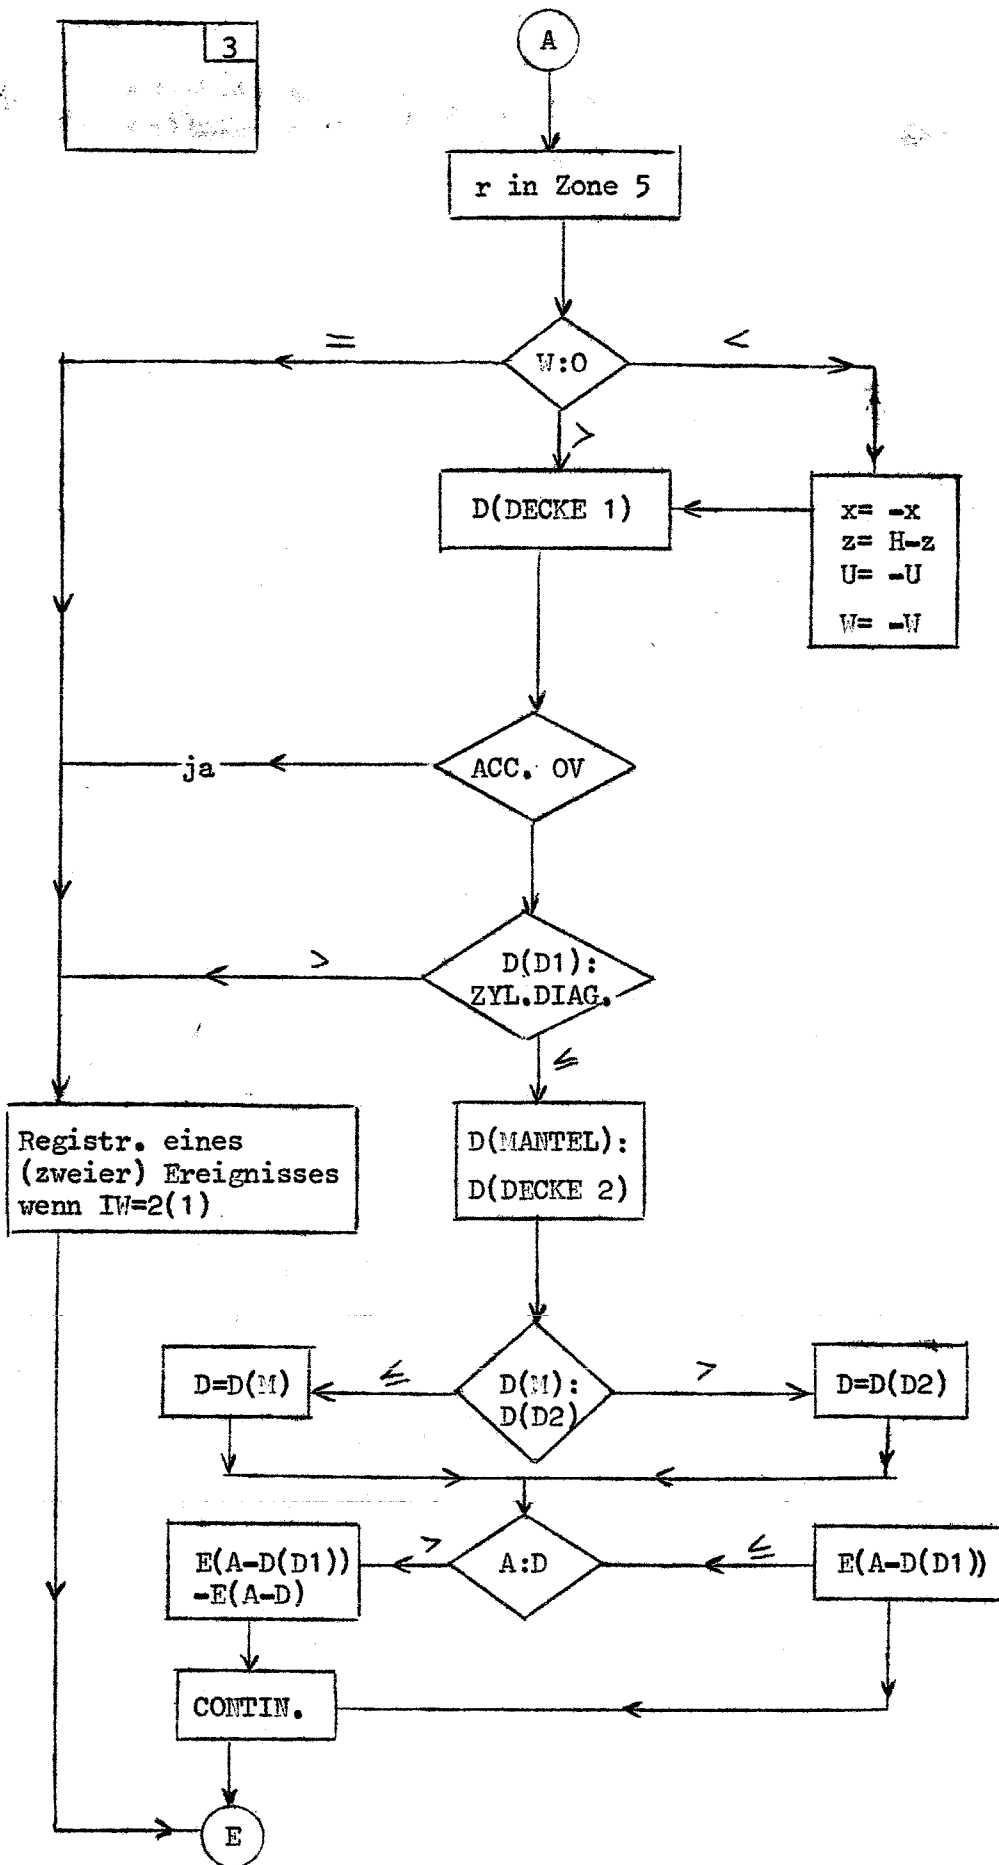 3
A
r in Zone 5
=
W:0
<
>
D(DECKE 1)
x= -x
z= H-z
U= -U
W= -W
ja
ACC. OV
>
D(D1):
ZYL.DIAG.
≤
Registr. eines
(zweier) Ereignisses
wenn IW=2(1)
D(MANTEL):
D(DECKE 2)
D=D(M)
≤
D(M):
D(D2)
>
D=D(D2)
E(A-D(D1))
-E(A-D)
>
A:D
≤
E(A-D(D1))
CONTIN.
E